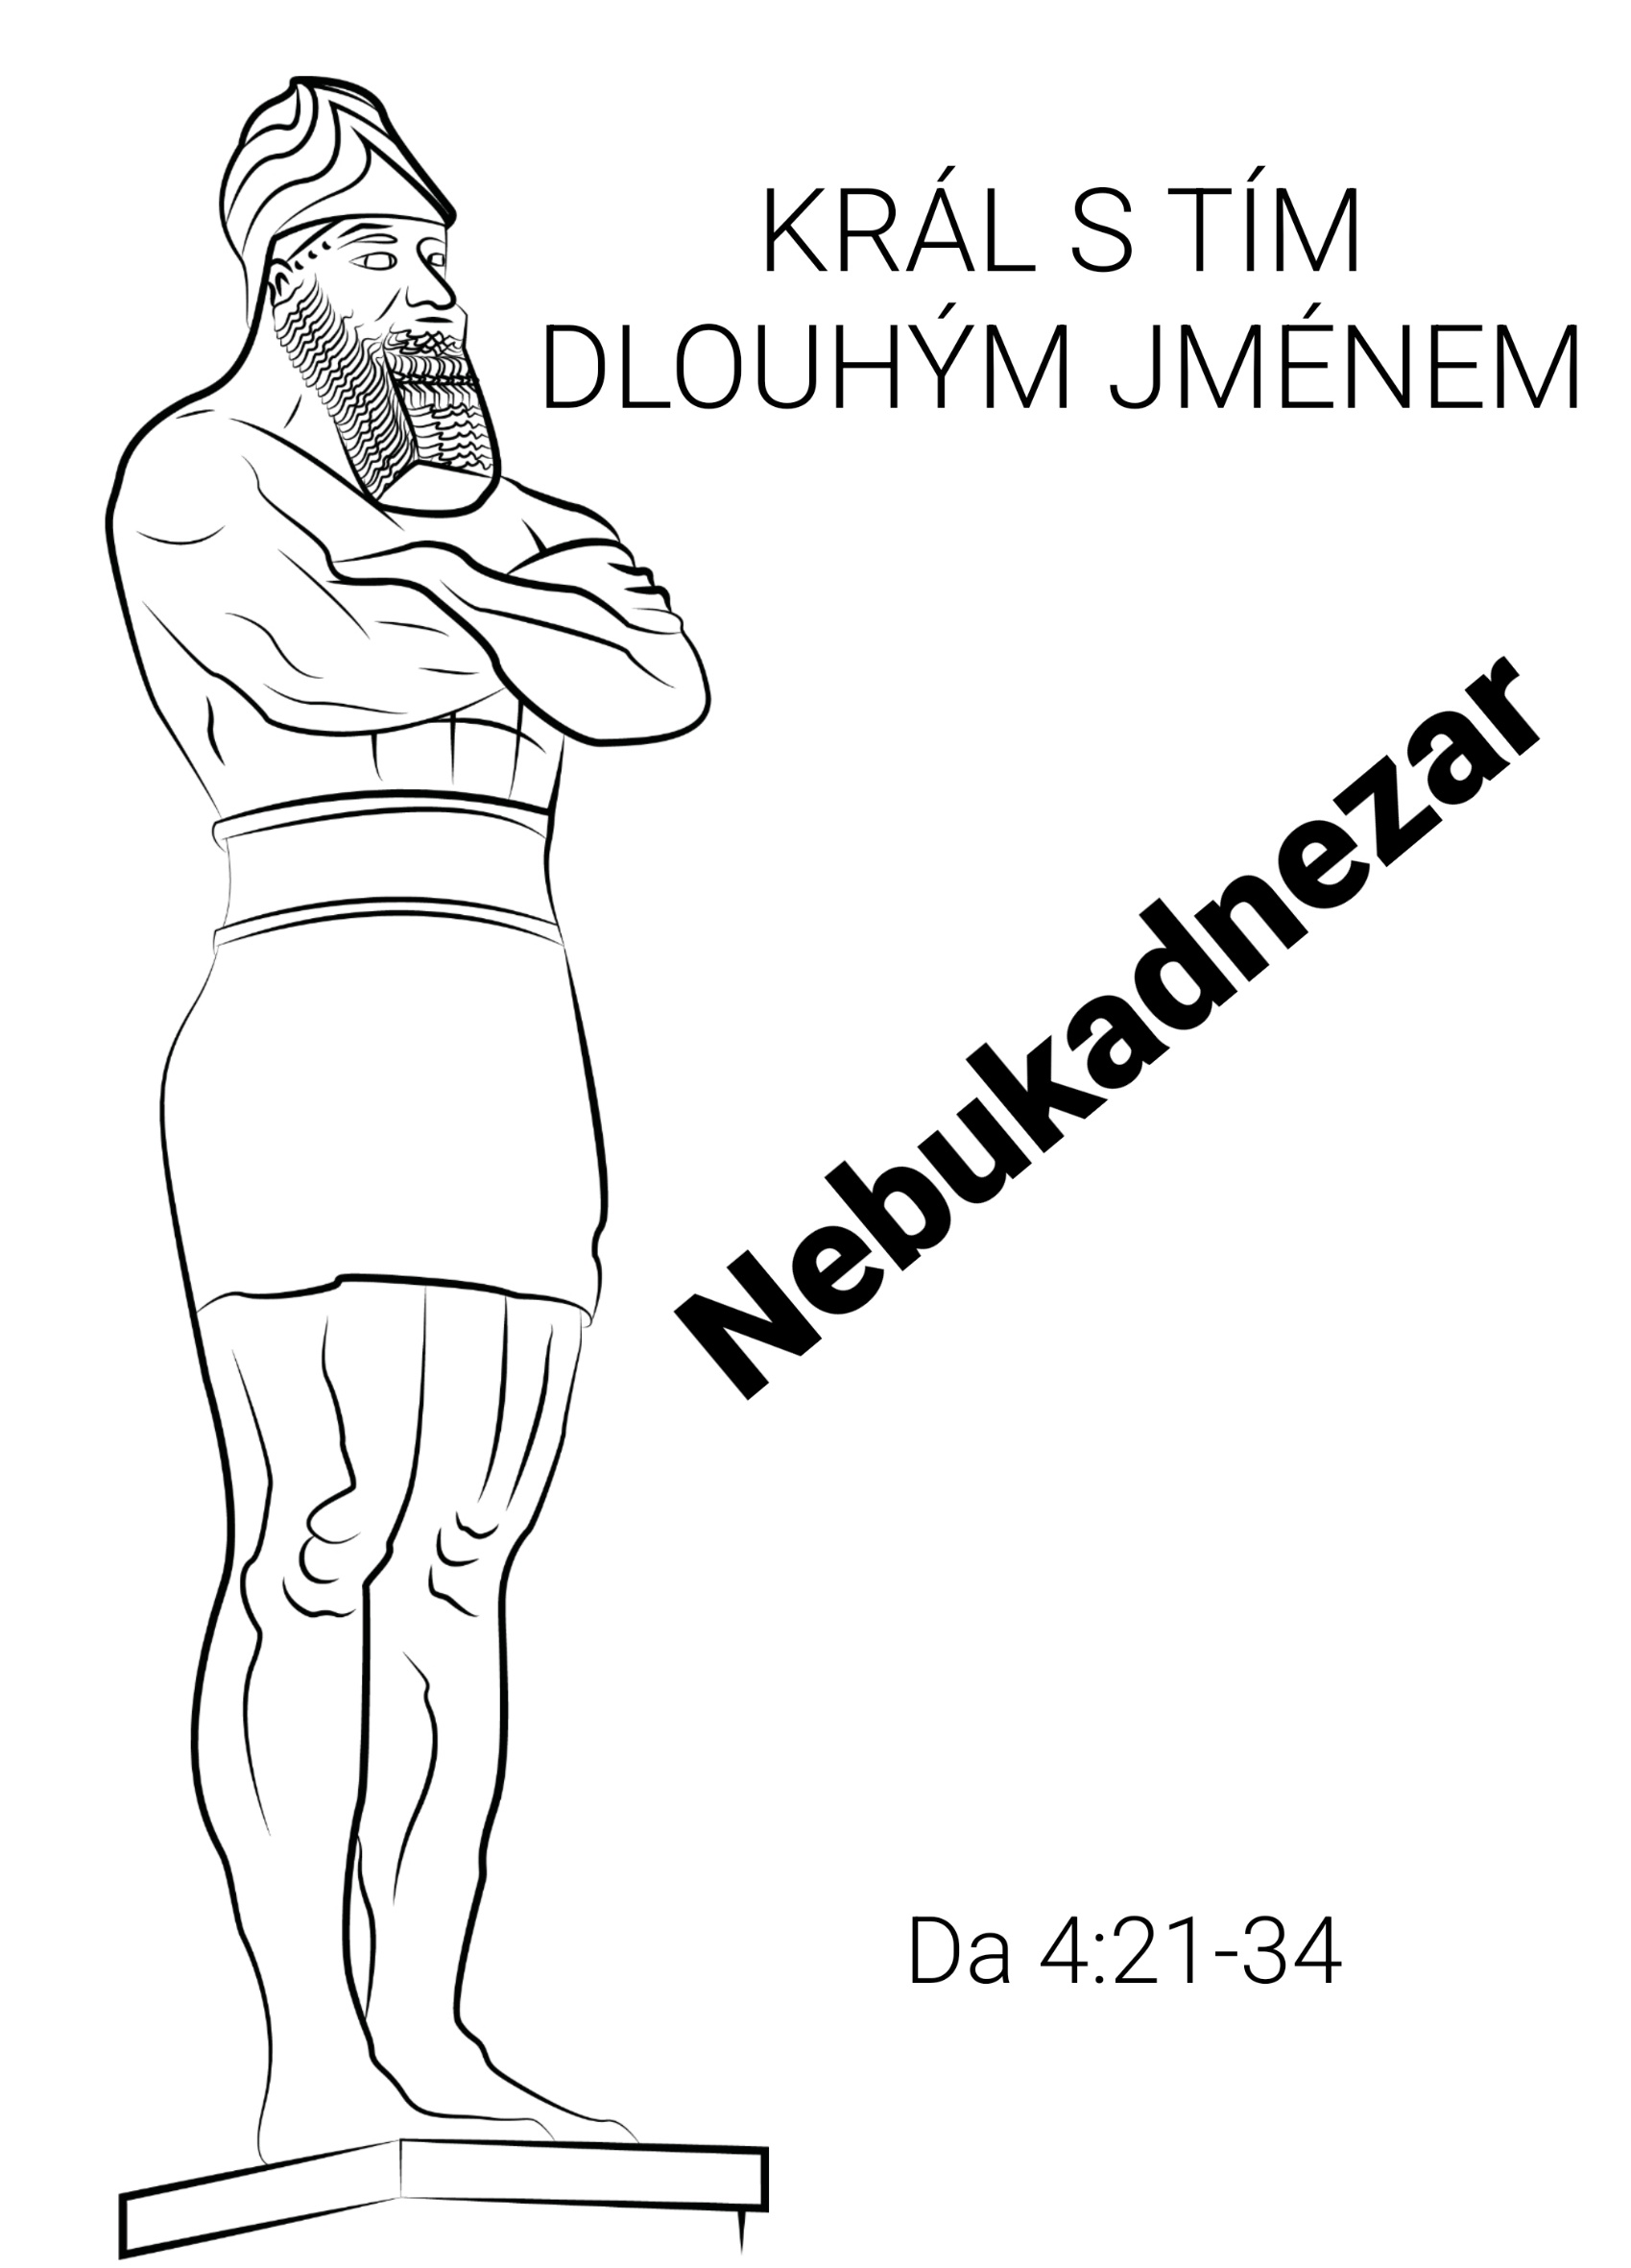 KRÁL S TÍM
DLOUHÝM JMÉNEM
Nebukadnezar
Da 4:21-34